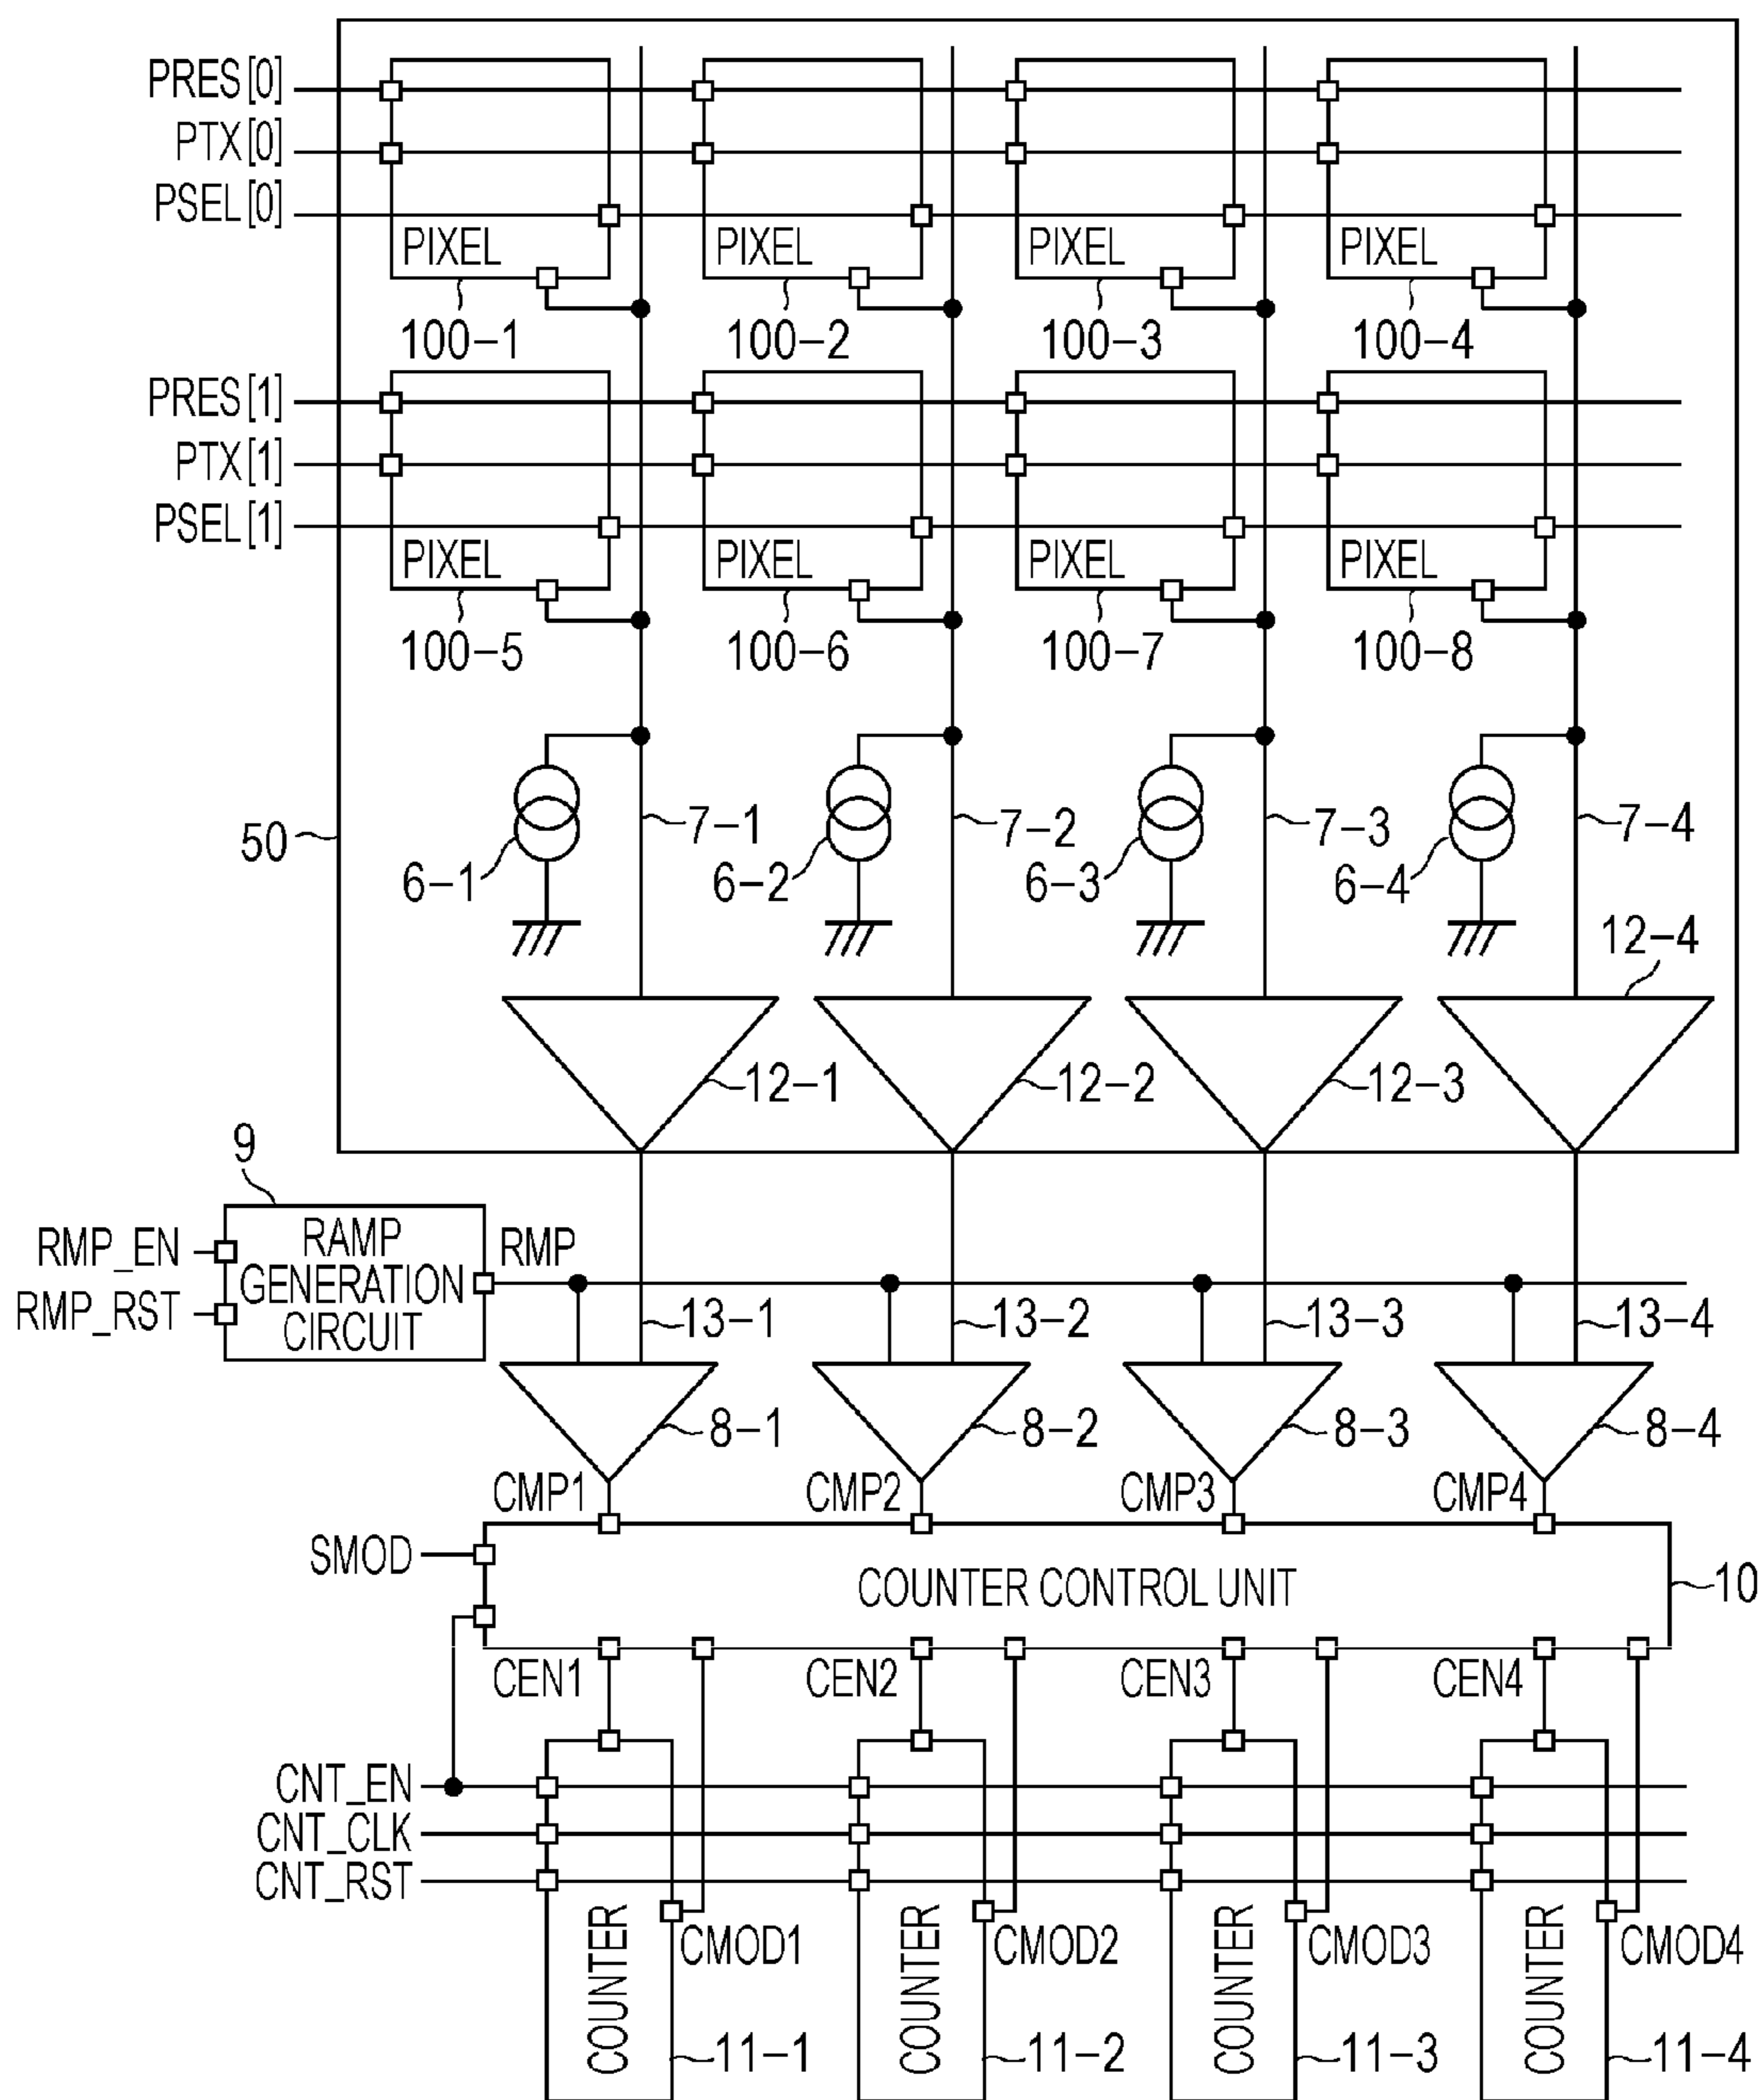 PRES[0]
PTX[0]
PSEL[0]
PIXEL PIXEL PIXEL PIXEL
100-1 100-2 100-3 100-4
PRES[1]
PTX[1]
PSEL[1]
PIXEL PIXEL PIXEL PIXEL
100-5 100-6 100-7 100-8
50
7-1 7-2 7-3 7-4
6-1 6-2 6-3 6-4
12-4
12-1 12-2 12-3
9
RMP_EN
RMP_RST
RAMP
GENERATION
CIRCUIT
RMP
13-1 13-2 13-3 13-4
8-1 8-2 8-3 8-4
CMP1 CMP2 CMP3 CMP4
SMOD
COUNTER CONTROL UNIT
10
CEN1 CEN2 CEN3 CEN4
CNT_EN
CNT_CLK
CNT_RST
COUNTER COUNTER COUNTER COUNTER
CMOD1 CMOD2 CMOD3 CMOD4
11-1 11-2 11-3 11-4